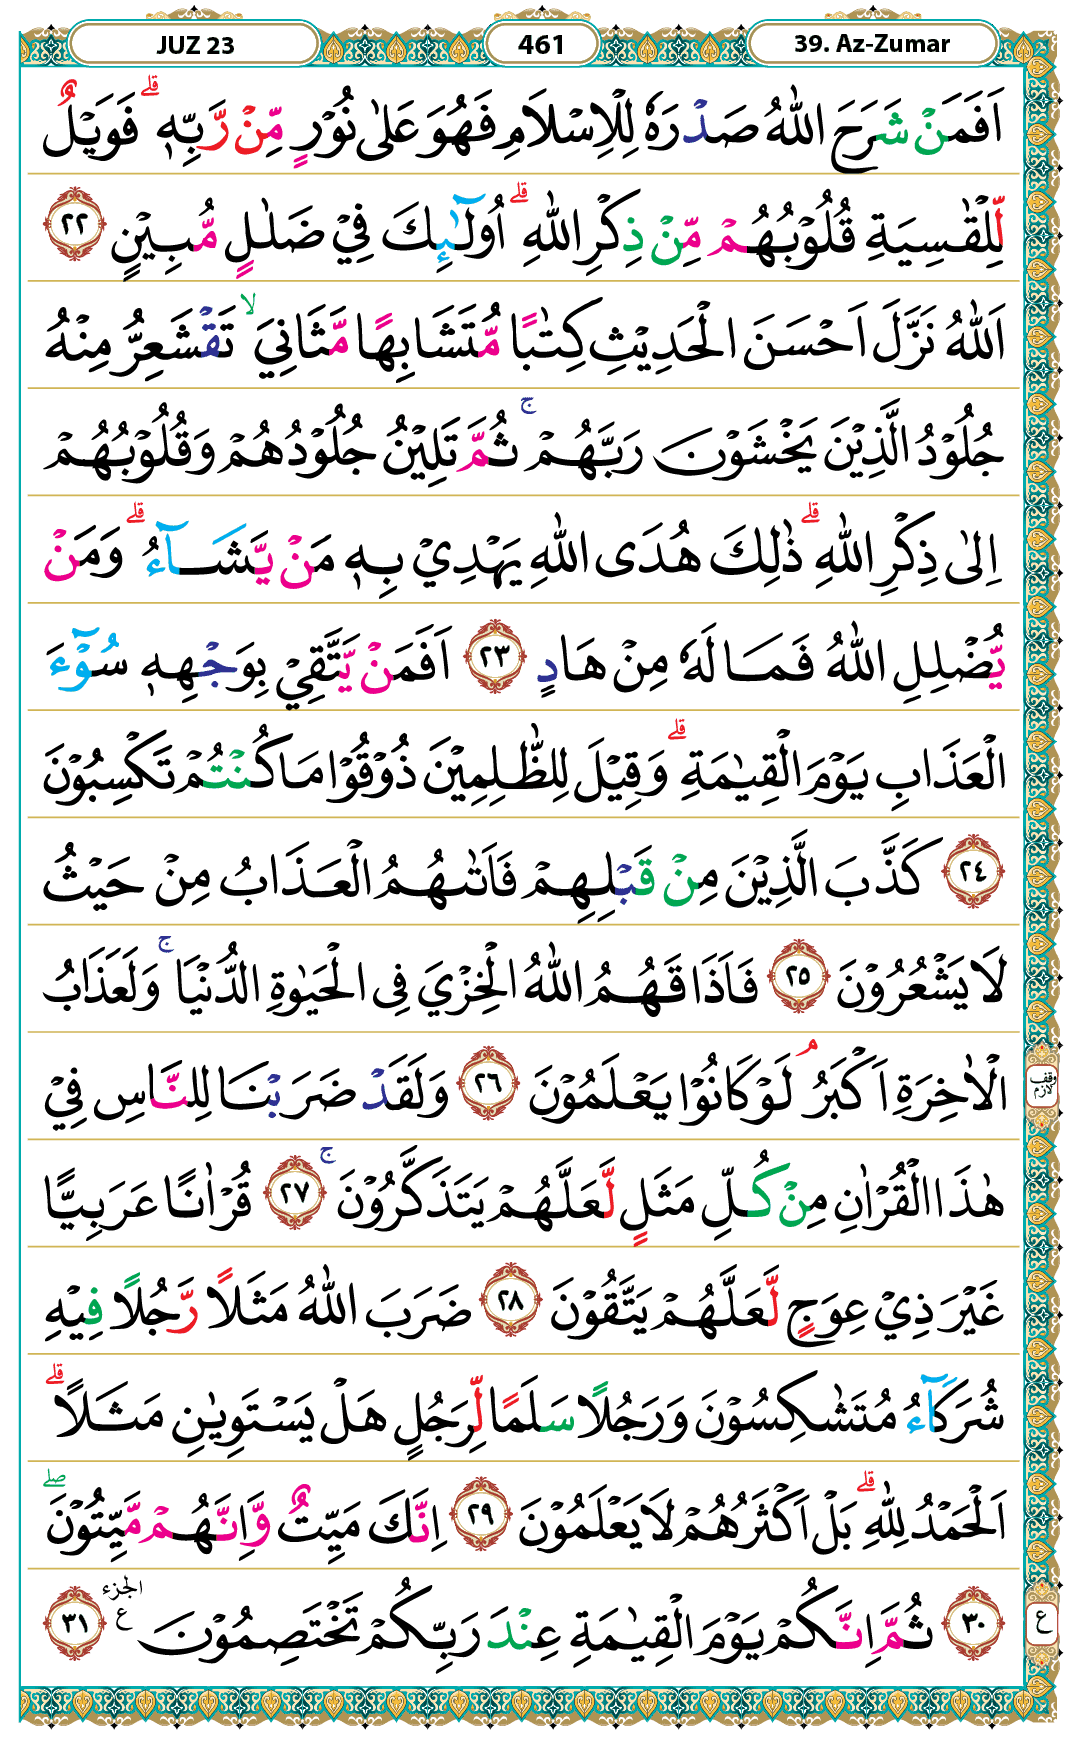 JUZ 23
461
39. Az-Zumar
اَفَمَنْ شَرَحَ اللّٰهُ صَدْرَهٗ لِلْاِسْلَامِ فَهُوَ عَلٰى نُوْرٍ مِّنْ رَّبِّهٖ ۗ فَوَيْلٌ
لِّلْقٰسِيَةِ قُلُوْبُهُمْ مِّنْ ذِكْرِ اللّٰهِ ۗ اُولٰۤىِٕكَ فِيْ ضَلٰلٍ مُّبِيْنٍ ٢٢
اَللّٰهُ نَزَّلَ اَحْسَنَ الْحَدِيْثِ كِتٰبًا مُّتَشَابِهًا مَّثَانِيَ ۙ تَقْشَعِرُّ مِنْهُ
جُلُوْدُ الَّذِيْنَ يَخْشَوْنَ رَبَّهُمْ ۚ ثُمَّ تَلِيْنُ جُلُوْدُهُمْ وَقُلُوْبُهُمْ
اِلٰى ذِكْرِ اللّٰهِ ۗ ذٰلِكَ هُدَى اللّٰهِ يَهْدِيْ بِهٖ مَنْ يَّشَاۤءُ ۗ وَمَنْ
يُّضْلِلِ اللّٰهُ فَمَا لَهٗ مِنْ هَادٍ ٢٣ اَفَمَنْ يَّتَّقِيْ بِوَجْهِهٖ سُوْۤءَ
الْعَذَابِ يَوْمَ الْقِيٰمَةِ ۗ وَقِيْلَ لِلظّٰلِمِيْنَ ذُوْقُوْا مَا كُنْتُمْ تَكْسِبُوْنَ
٢٤ كَذَّبَ الَّذِيْنَ مِنْ قَبْلِهِمْ فَاَتٰىهُمُ الْعَذَابُ مِنْ حَيْثُ
لَا يَشْعُرُوْنَ ٢٥ فَاَذَاقَهُمُ اللّٰهُ الْخِزْيَ فِى الْحَيٰوةِ الدُّنْيَا ۚ وَلَعَذَابُ
الْاٰخِرَةِ اَكْبَرُ ۘ لَوْ كَانُوْا يَعْلَمُوْنَ ٢٦ وَلَقَدْ ضَرَبْنَا لِلنَّاسِ فِيْ
وقف لازم
هٰذَا الْقُرْاٰنِ مِنْ كُلِّ مَثَلٍ لَّعَلَّهُمْ يَتَذَكَّرُوْنَ ۚ ٢٧ قُرْاٰنًا عَرَبِيًّا
غَيْرَ ذِيْ عِوَجٍ لَّعَلَّهُمْ يَتَّقُوْنَ ٢٨ ضَرَبَ اللّٰهُ مَثَلًا رَّجُلًا فِيْهِ
شُرَكَاۤءُ مُتَشٰكِسُوْنَ وَرَجُلًا سَلَمًا لِّرَجُلٍ هَلْ يَسْتَوِيٰنِ مَثَلًا ۗ
اَلْحَمْدُ لِلّٰهِ ۗ بَلْ اَكْثَرُهُمْ لَا يَعْلَمُوْنَ ٢٩ اِنَّكَ مَيِّتٌ وَّاِنَّهُمْ مَّيِّتُوْنَ ۖ
٣٠ ثُمَّ اِنَّكُمْ يَوْمَ الْقِيٰمَةِ عِنْدَ رَبِّكُمْ تَخْتَصِمُوْنَ ع الجزء ٣١
ع